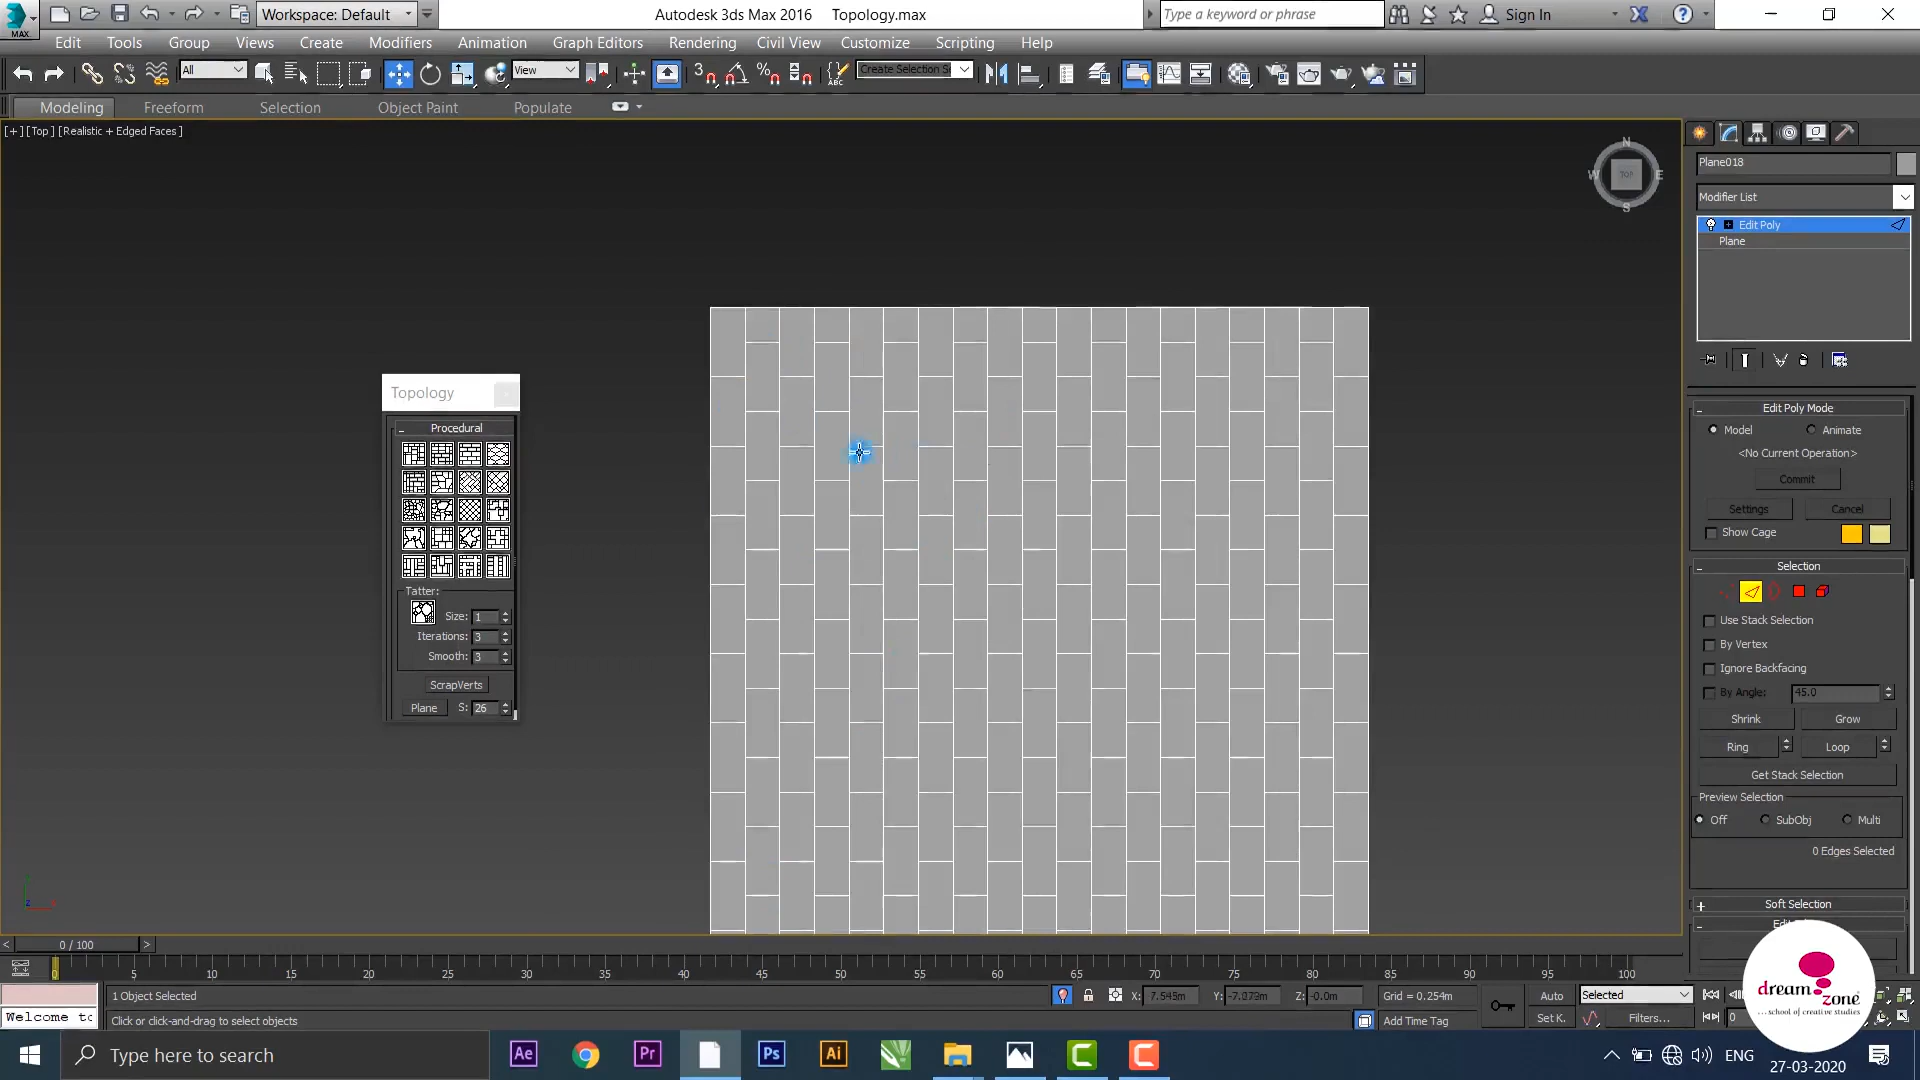 MAX
Workspace: Default
Autodesk 3ds Max 2016 Topology.max
Type a keyword or phrase
Sign In
Edit Tools Group Views Create Modifiers Animation Graph Editors Rendering Civil View Customize Scripting Help
All
View
Create Selection S
Modeling Freeform Selection Object Paint Populate
[+] [Top ] [Realistic + Edged Faces ]
N
W TOP E
S
Plane018
Modifier List
Edit Poly
Plane
Topology
Procedural
Tatter:
Size: 1
Iterations: 3
Smooth: 3
ScrapVerts
Plane S: 26
Edit Poly Mode
Model Animate
<No Current Operation>
Commit
Settings Cancel
Show Cage
Selection
Use Stack Selection
By Vertex
Ignore Backfacing
By Angle: 45.0
Shrink Grow
Ring Loop
Get Stack Selection
Preview Selection
Off SubObj Multi
0 Edges Selected
Soft Selection
0 / 100
0 5 10 15 20 25 30 35 40 45 50 55 60 65 70 75 80 85 90 95 100
1 Object Selected
X: 7.545m Y: -7.073m Z: -0.0m Grid = 0.254m
Auto Selected
Welcome to
Click or click-and-drag to select objects
Add Time Tag
Set K. Filters... 0
dream zone
...school of creative studies
Type here to search
Ae Pr Ps Ai
ENG
27-03-2020